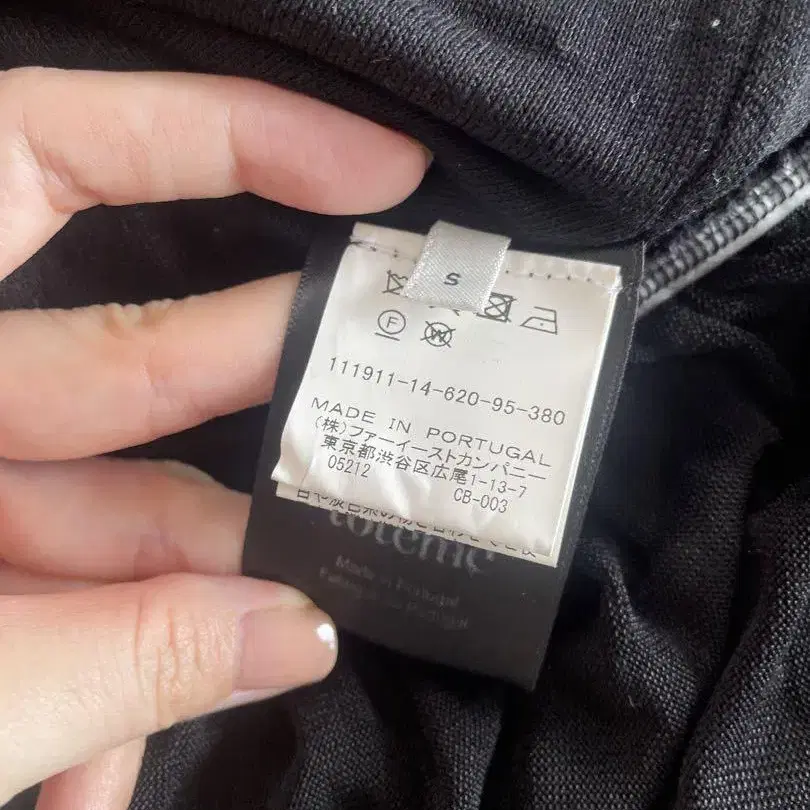 S
F
W
111911-14-620-95-380
MADE IN PORTUGAL
(株)ファーイーストカンパニー
東京都渋谷区広尾1-13-7
05212 CB-003
toteme
Made in Portugal